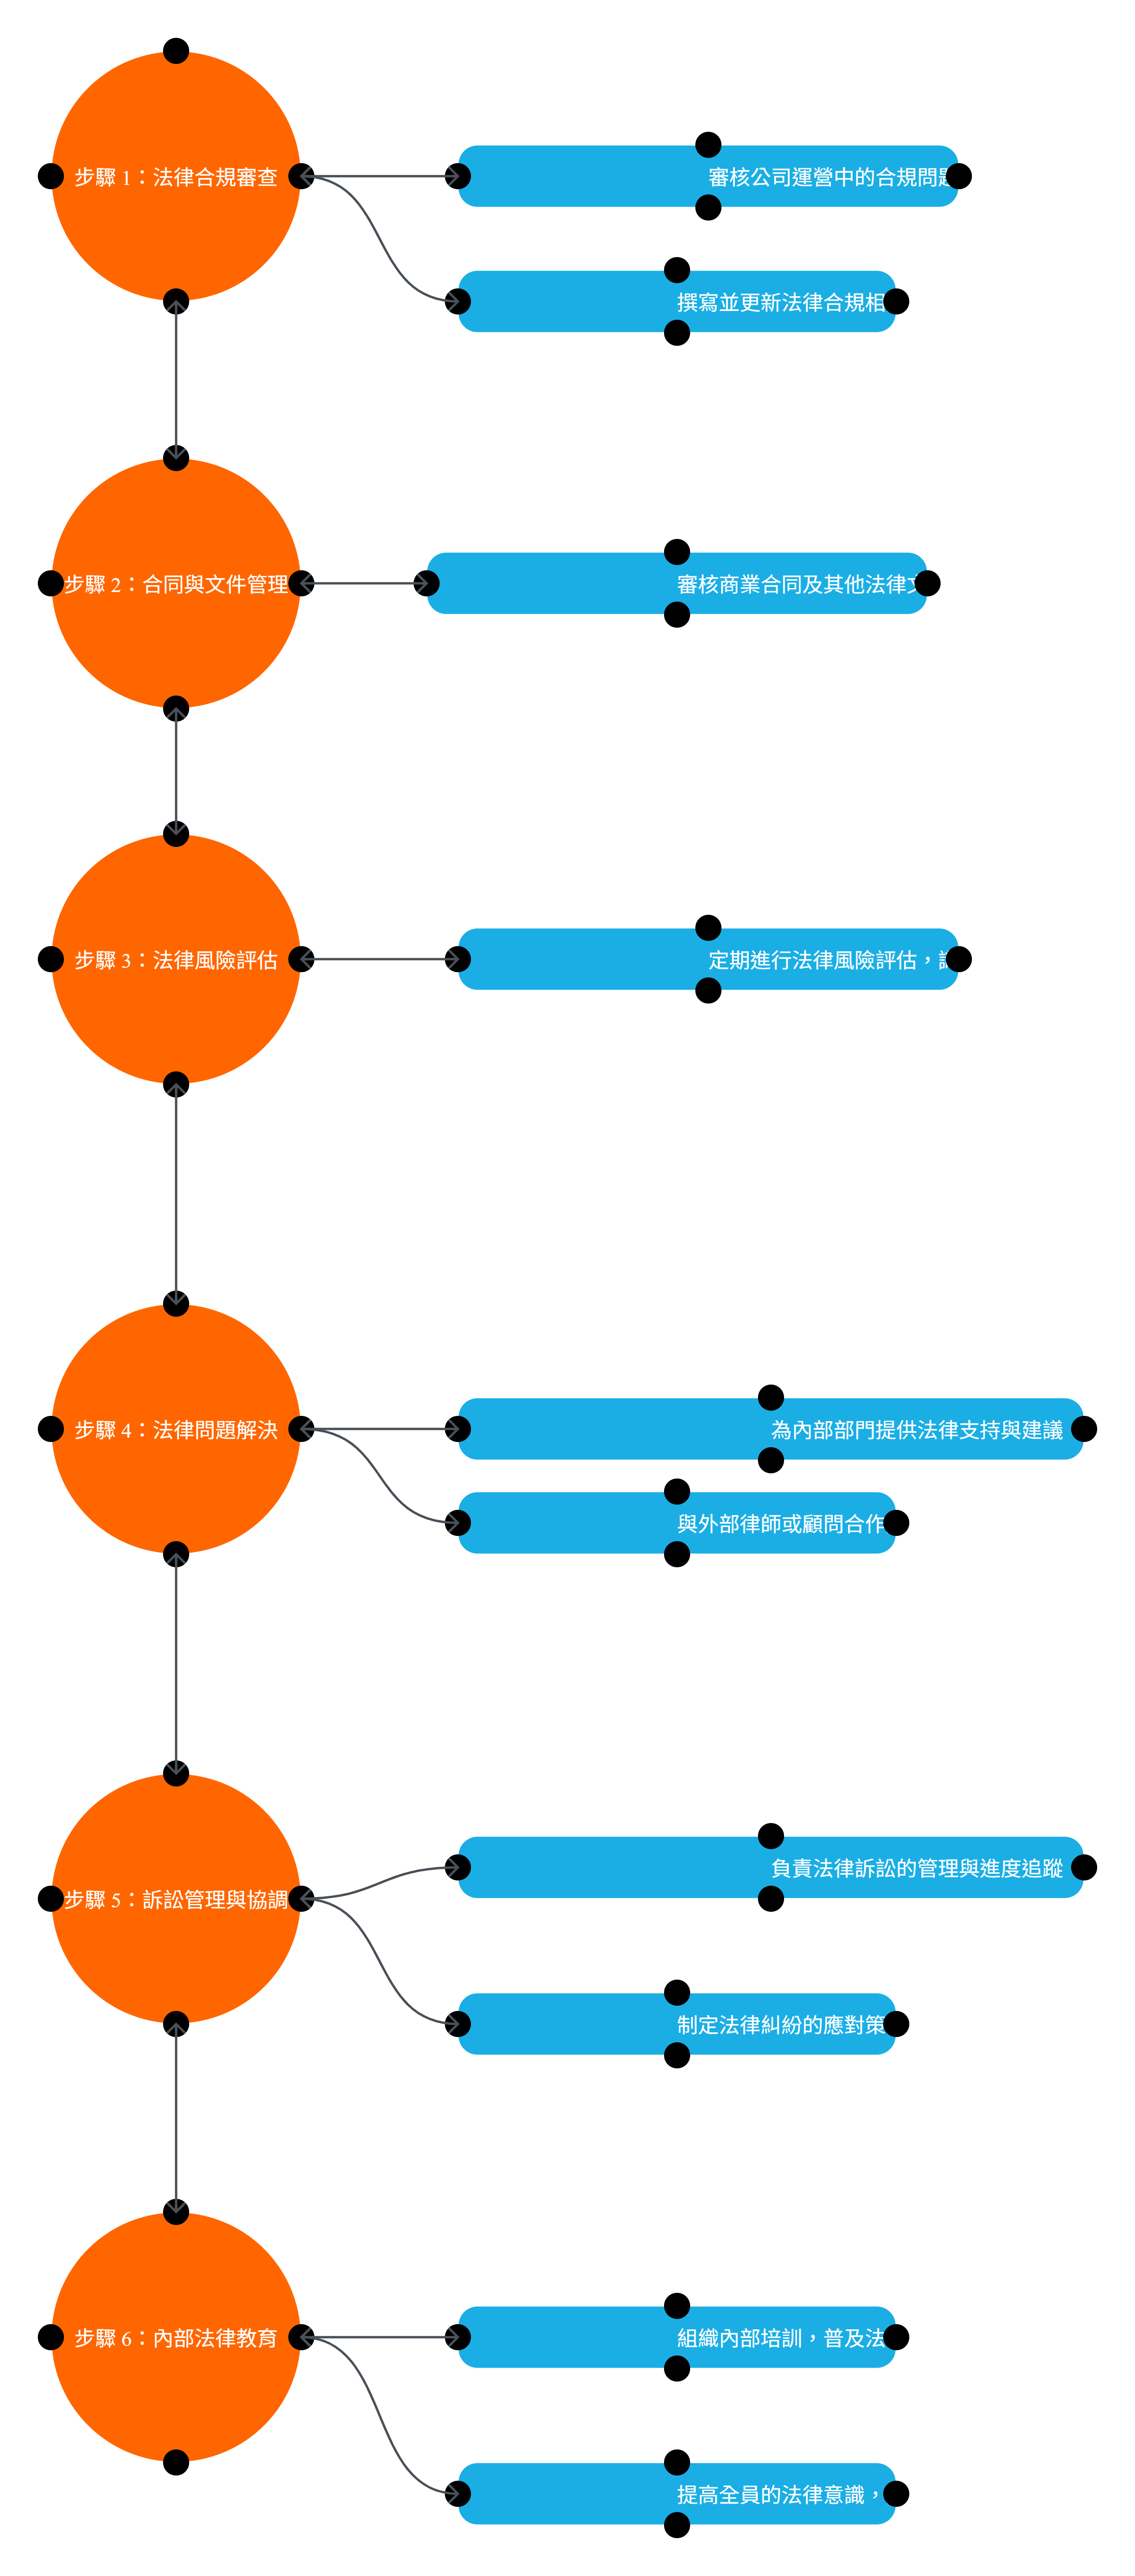 步驟 1：法律合規審查
審核公司運營中的合規問題
撰寫並更新法律合規相
步驟 2：合同與文件管理
審核商業合同及其他法律文
步驟 3：法律風險評估
定期進行法律風險評估，
步驟 4：法律問題解決
為內部部門提供法律支持與建議
與外部律師或顧問合作
步驟 5：訴訟管理與協調
負責法律訴訟的管理與進度追蹤
制定法律糾紛的應對策
步驟 6：內部法律教育
組織內部培訓，普及法
提高全員的法律意識，